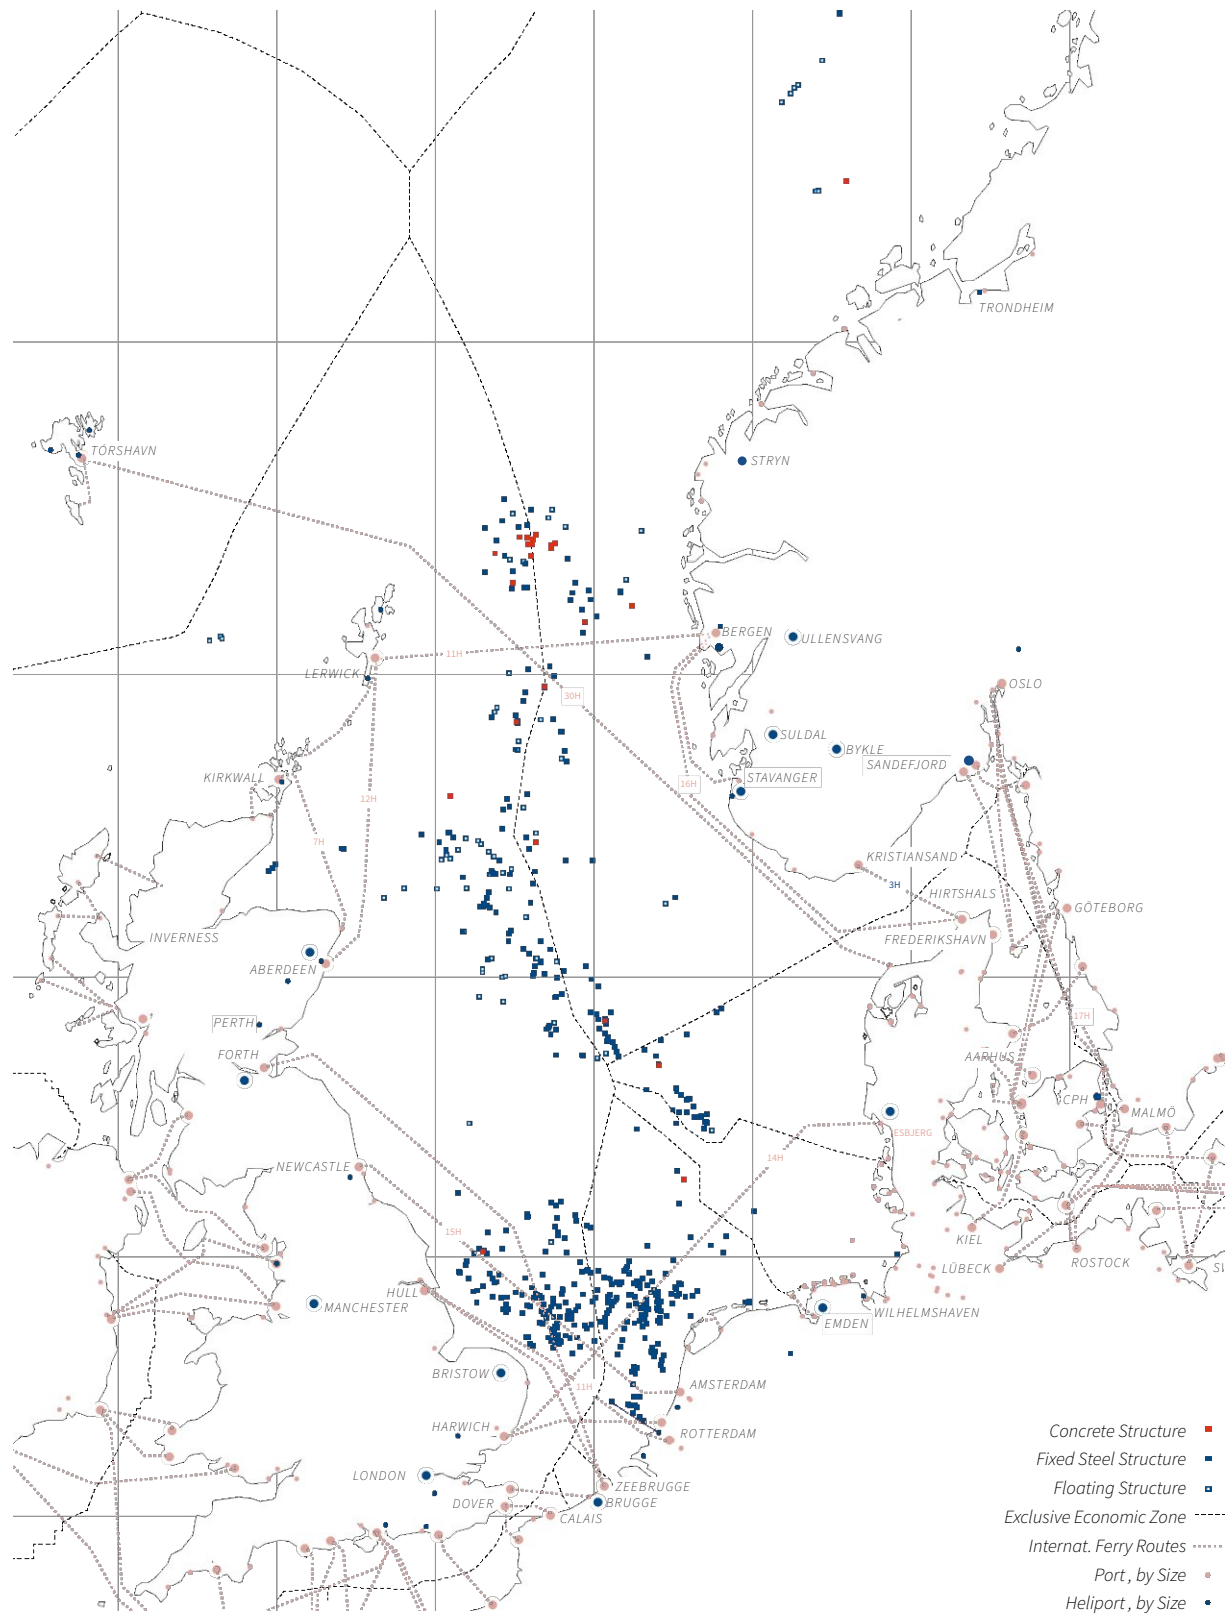 TRONDHEIM
TÓRSHAVN
STRYN
BERGEN
ULLENSVANG
11H
LERWICK
OSLO
30H
SULDAL
BYKLE
SANDEFJORD
KIRKWALL
STAVANGER
16H
12H
7H
KRISTIANSAND
3H
HIRTSHALS
GÖTEBORG
INVERNESS
FREDERIKSHAVN
ABERDEEN
17H
PERTH
FORTH
AARHUS
CPH
MALMÖ
ESBJERG
14H
NEWCASTLE
15H
KIEL
ROSTOCK
LÜBECK
HULL
MANCHESTER
WILHELMSHAVEN
EMDEN
BRISTOW
11H
AMSTERDAM
HARWICH
ROTTERDAM
LONDON
ZEEBRUGGE
DOVER
BRUGGE
CALAIS
Concrete Structure
Fixed Steel Structure
Floating Structure
Exclusive Economic Zone
Internat. Ferry Routes
Port , by Size
Heliport , by Size